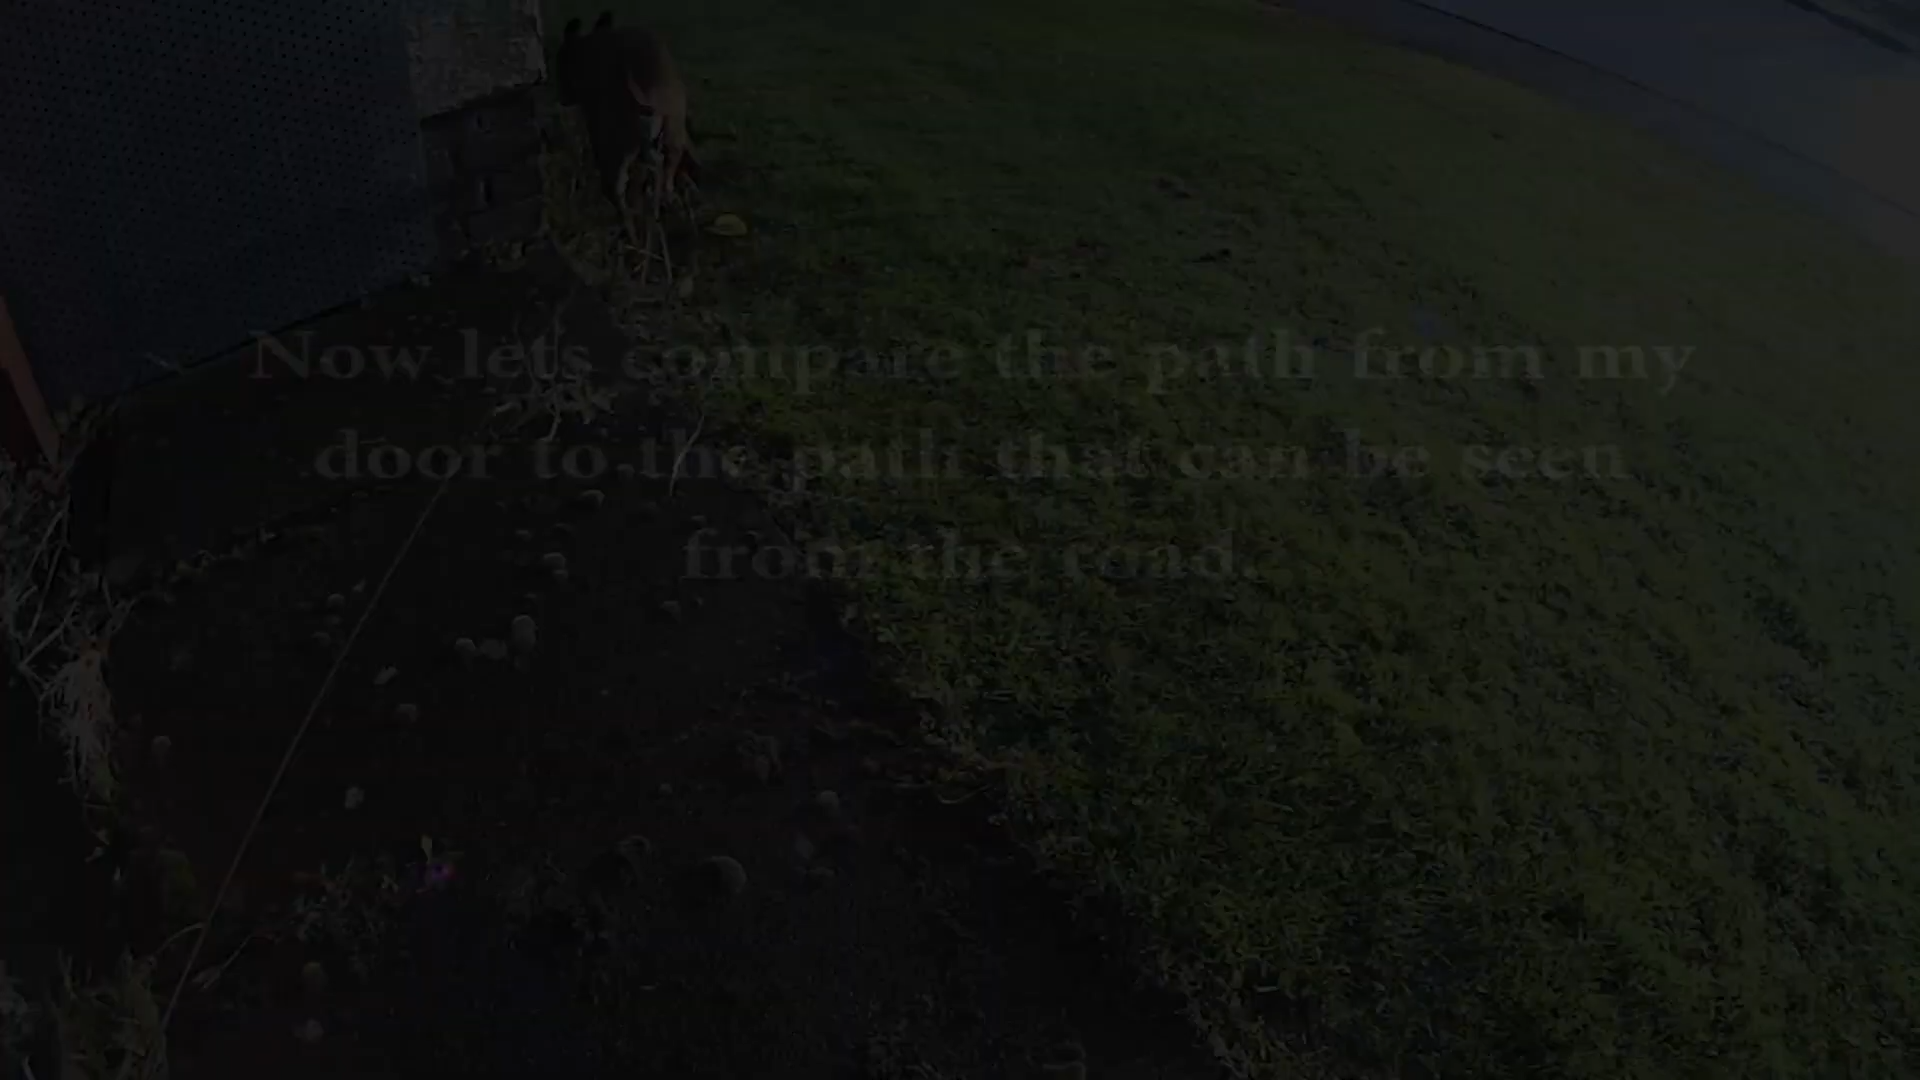 Now lets compare the path from my
door to the path that can be seen
from the road.